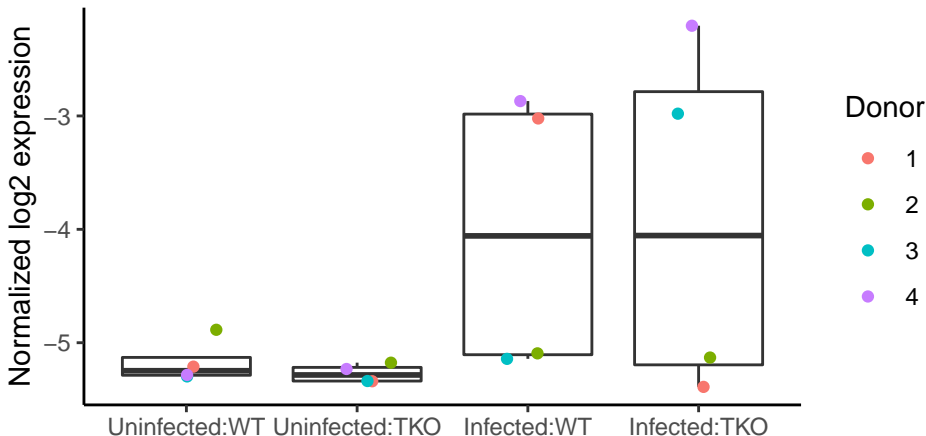 Normalized log2 expression
−3
−4
−5
Uninfected:WT
Uninfected:TKO
Infected:WT
Infected:TKO
Donor
1
2
3
4